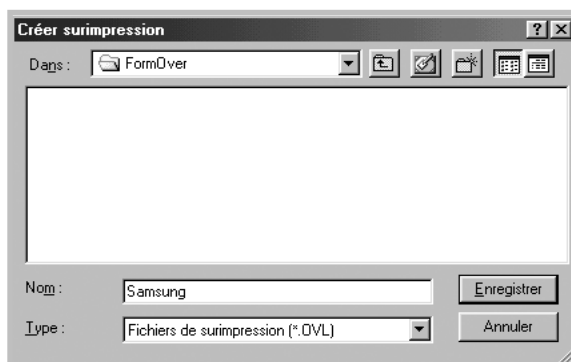 Créer surimpression
Dans :
FormOver
Nom :
Samsung
Enregistrer
Type :
Fichiers de surimpression (*.OVL)
Annuler